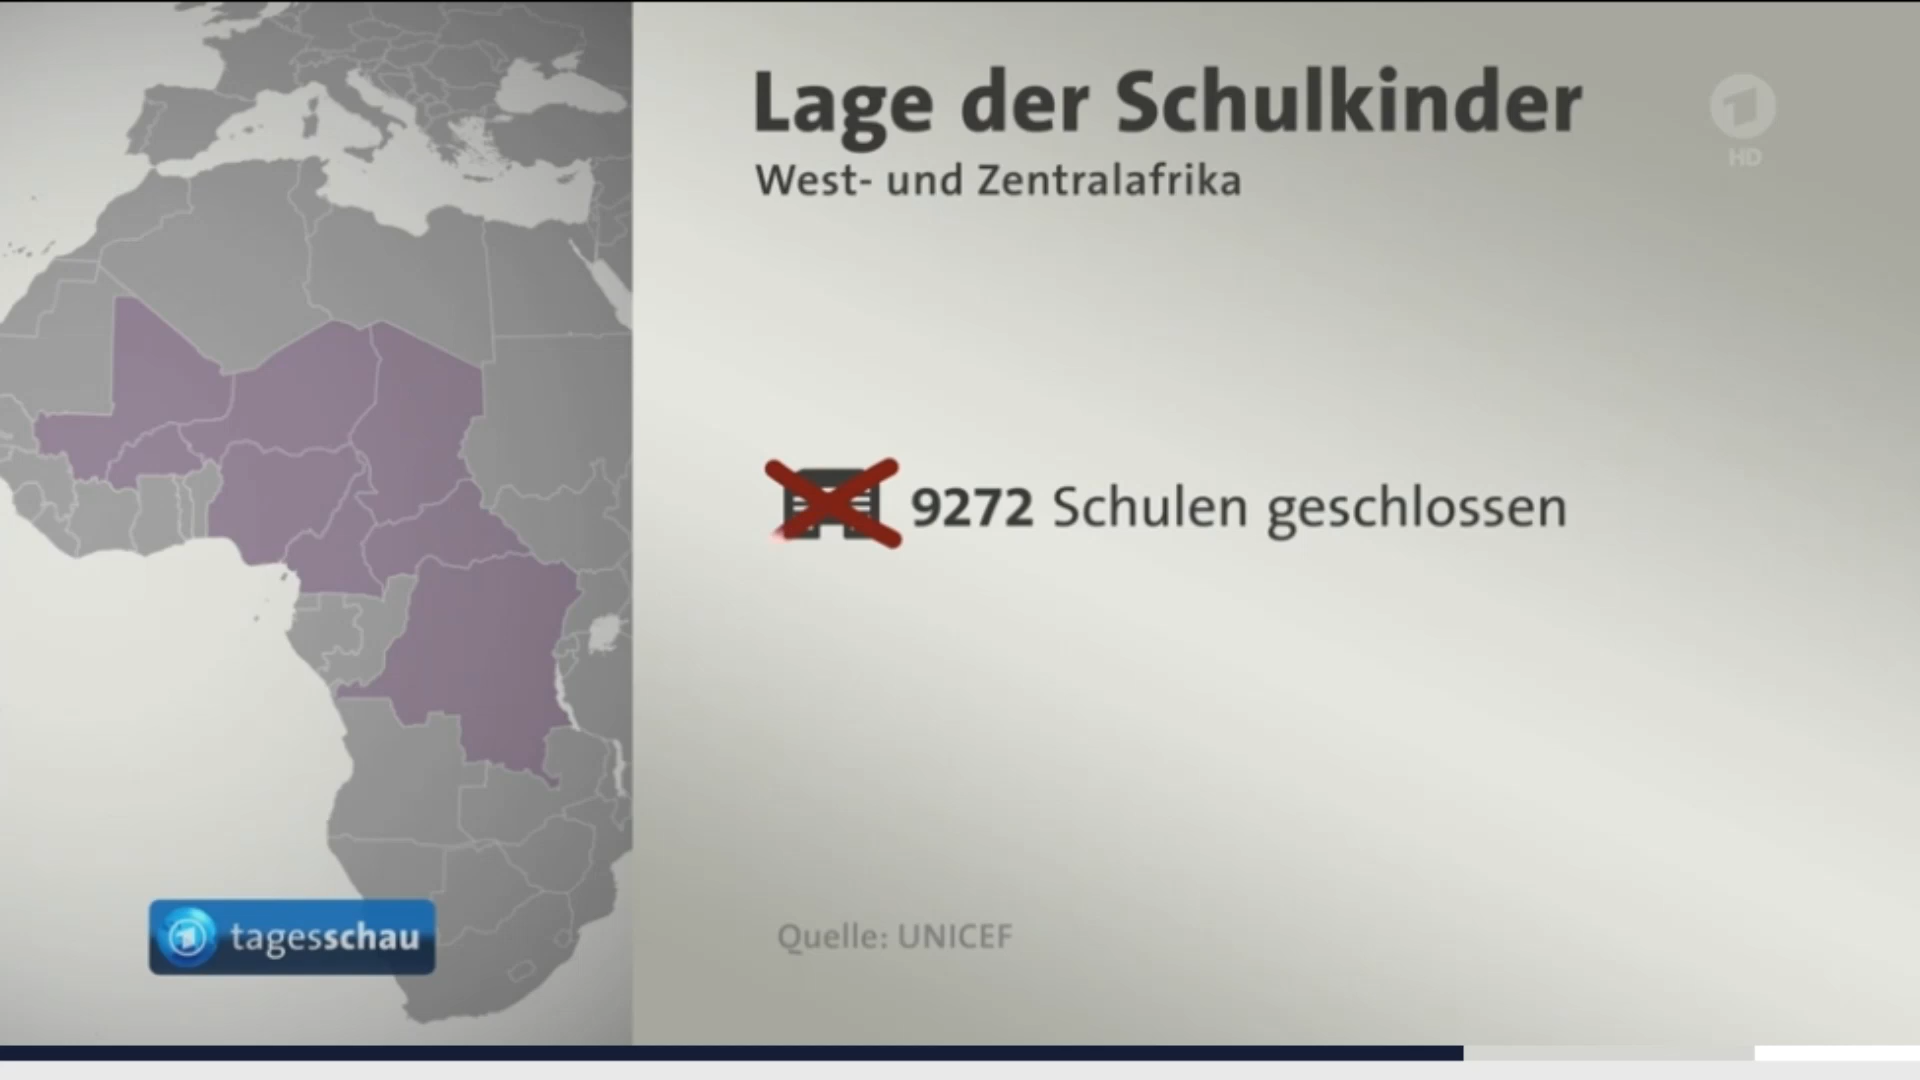 Lage der Schulkinder
West- und Zentralafrika
HD
9272 Schulen geschlossen
Quelle: UNICEF
tagesschau